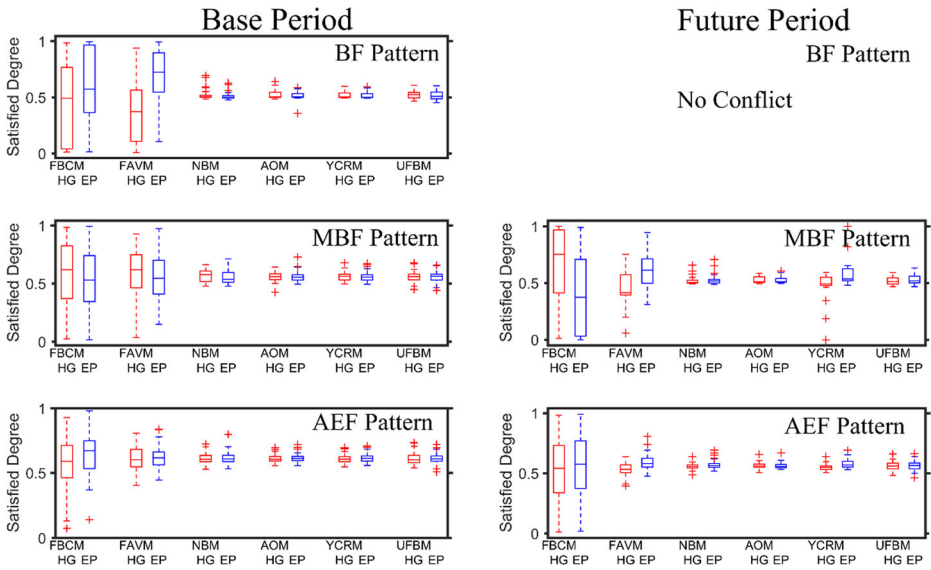 Base Period
Future Period
BF Pattern
Satisfied Degree
1
0.5
0
FBCM FAVM NBM AOM YCRM UFBM
HG EP HG EP HG EP HG EP HG EP HG EP
BF Pattern
No Conflict
MBF Pattern
Satisfied Degree
1
0.5
0
FBCM FAVM NBM AOM YCRM UFBM
HG EP HG EP HG EP HG EP HG EP HG EP
MBF Pattern
Satisfied Degree
1
0.5
0
FBCM FAVM NBM AOM YCRM UFBM
HG EP HG EP HG EP HG EP HG EP HG EP
AEF Pattern
Satisfied Degree
1
0.5
0
FBCM FAVM NBM AOM YCRM UFBM
HG EP HG EP HG EP HG EP HG EP HG EP
AEF Pattern
Satisfied Degree
1
0.5
0
FBCM FAVM NBM AOM YCRM UFBM
HG EP HG EP HG EP HG EP HG EP HG EP